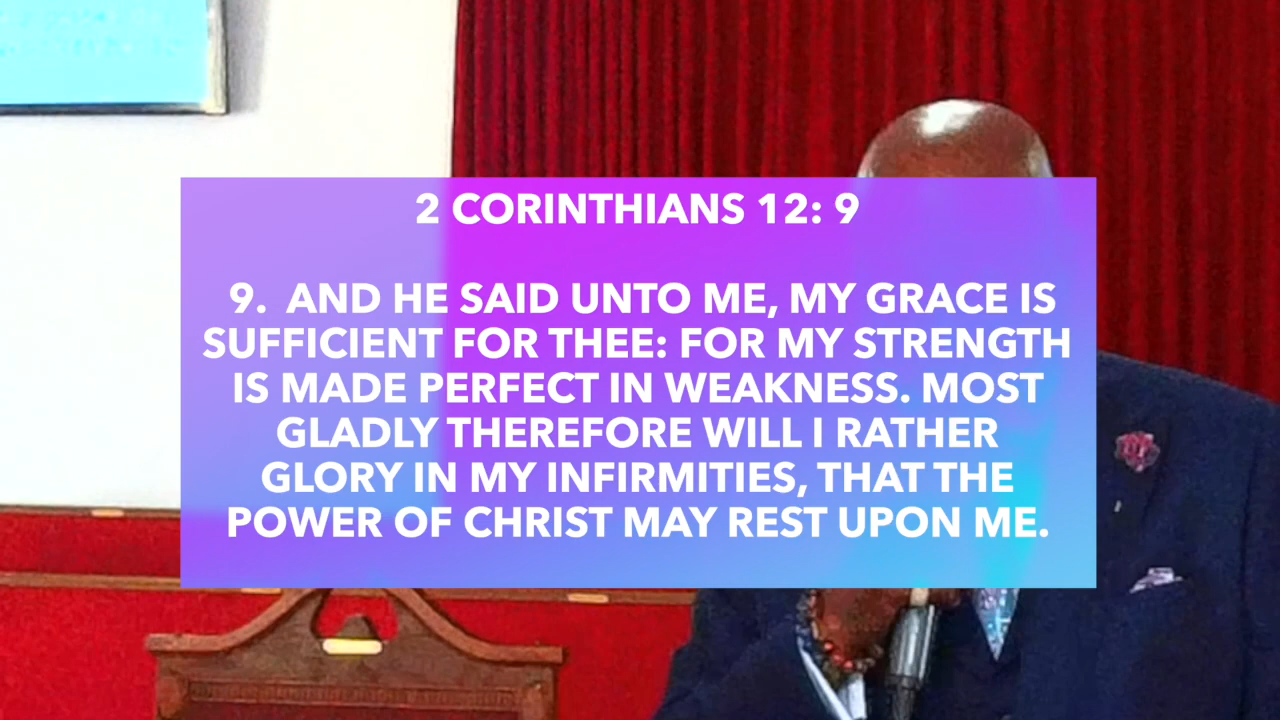 2 CORINTHIANS 12: 9
9. AND HE SAID UNTO ME, MY GRACE IS
SUFFICIENT FOR THEE: FOR MY STRENGTH
IS MADE PERFECT IN WEAKNESS. MOST
GLADLY THEREFORE WILL I RATHER
GLORY IN MY INFIRMITIES, THAT THE
POWER OF CHRIST MAY REST UPON ME.